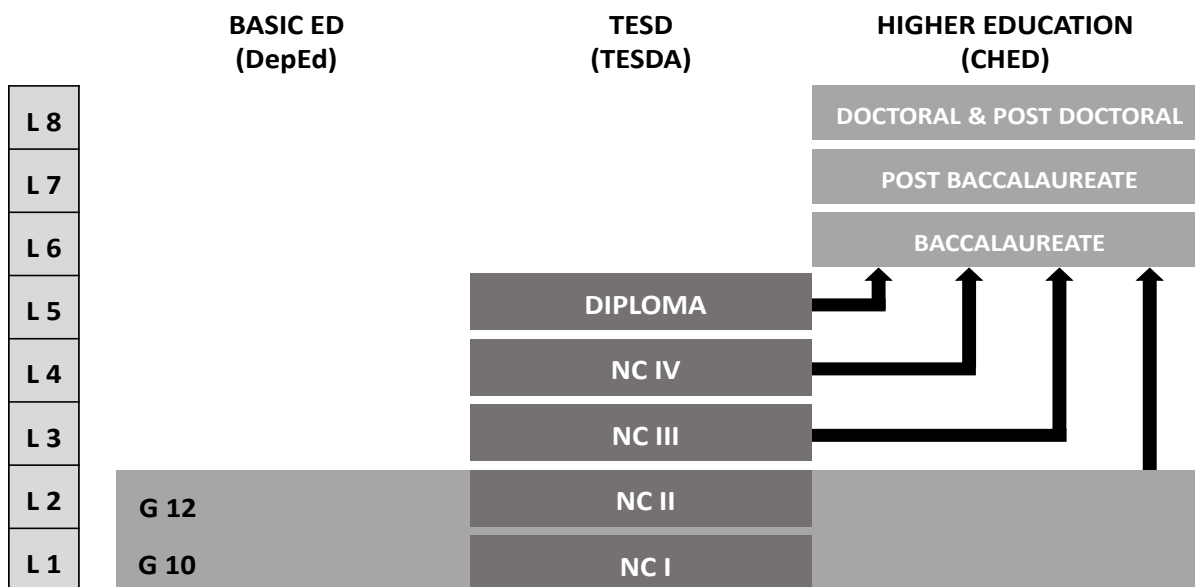 BASIC ED
(DepEd)
TESD
(TESDA)
HIGHER EDUCATION
(CHED)
L 8
DOCTORAL & POST DOCTORAL
L 7
POST BACCALAUREATE
L 6
BACCALAUREATE
L 5
DIPLOMA
L 4
NC IV
L 3
NC III
L 2
G 12
NC II
L 1
G 10
NC I